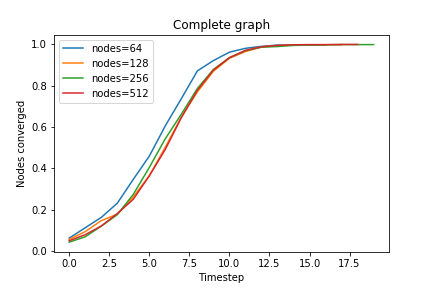 Complete graph
nodes=64
nodes=128
nodes=256
nodes=512
Nodes converged
1.0
0.8
0.6
0.4
0.2
0.0
0.0 2.5 5.0 7.5 10.0 12.5 15.0 17.5
Timestep